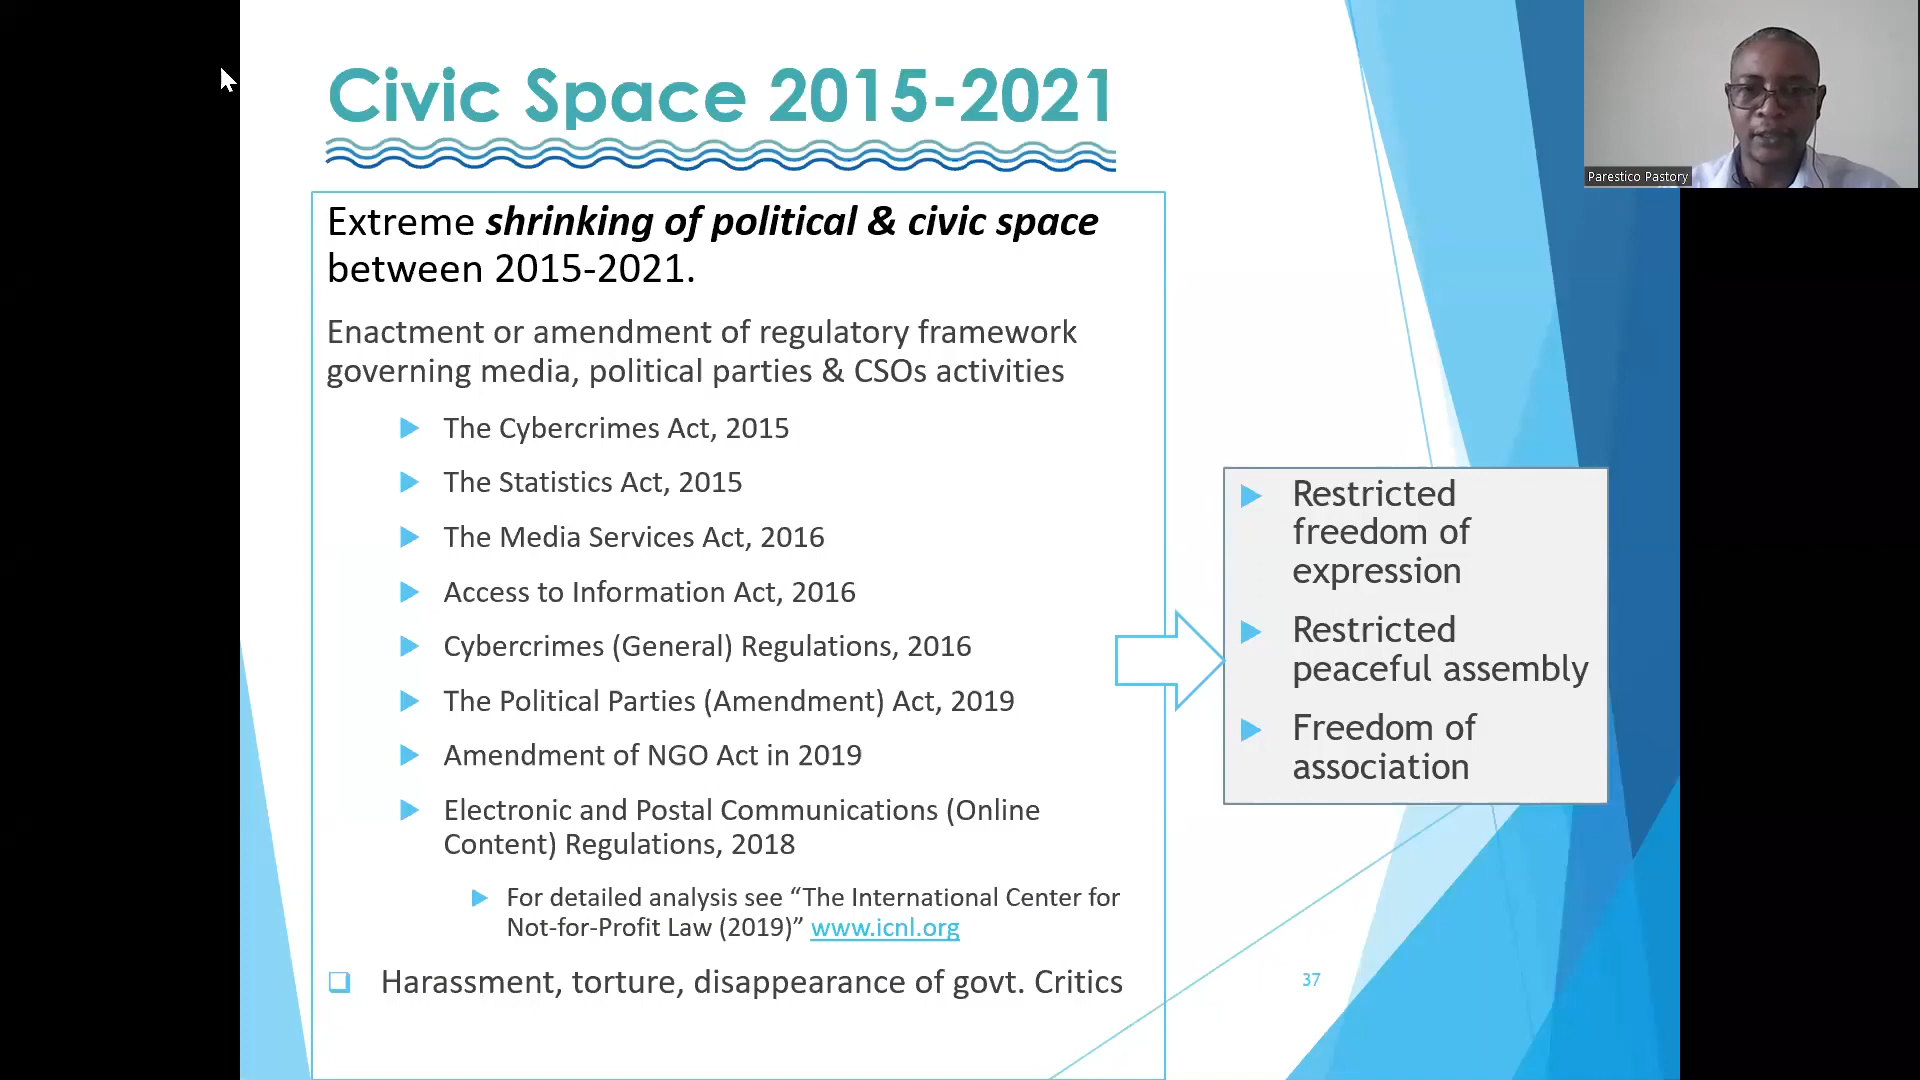 Civic Space 2015-2021
Extreme shrinking of political & civic space
between 2015-2021.
Enactment or amendment of regulatory framework
governing media, political parties & CSOs activities
The Cybercrimes Act, 2015
The Statistics Act, 2015
The Media Services Act, 2016
Access to Information Act, 2016
Cybercrimes (General) Regulations, 2016
The Political Parties (Amendment) Act, 2019
Amendment of NGO Act in 2019
Electronic and Postal Communications (Online
Content) Regulations, 2018
For detailed analysis see “The International Center for
Not-for-Profit Law (2019)” www.icnl.org
Harassment, torture, disappearance of govt. Critics
Restricted
freedom of
expression
Restricted
peaceful assembly
Freedom of
association
37
Parestico Pastory